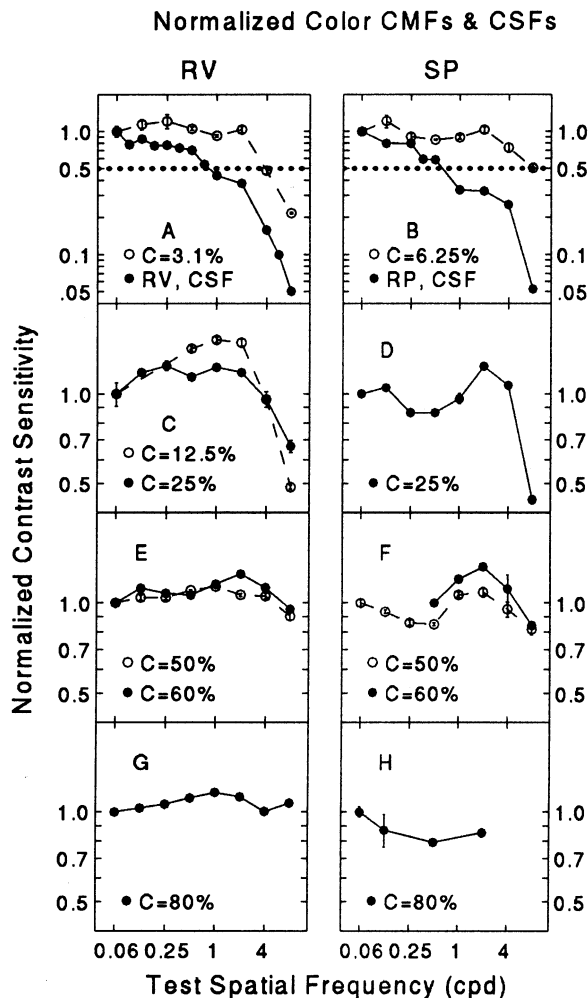 Normalized Color CMFs & CSFs
RV SP
1.0 1.0
0.5 0.5
A B
C=3.1% C=6.25%
0.1 0.1
RV, CSF RP, CSF
.05 .05
D
1.0 1.0
C
0.7 C=12.5% 0.7
0.5 C=25% C=25% 0.5
E F
1.0 1.0
0.7 C=50% C=50% 0.7
0.5 C=60% C=60% 0.5
G H
1.0 1.0
0.7 0.7
0.5 C=80% C=80% 0.5
0.06 0.25 1 4 0.06 0.25 1 4
Test Spatial Frequency (cpd)
Normalized Contrast Sensitivity